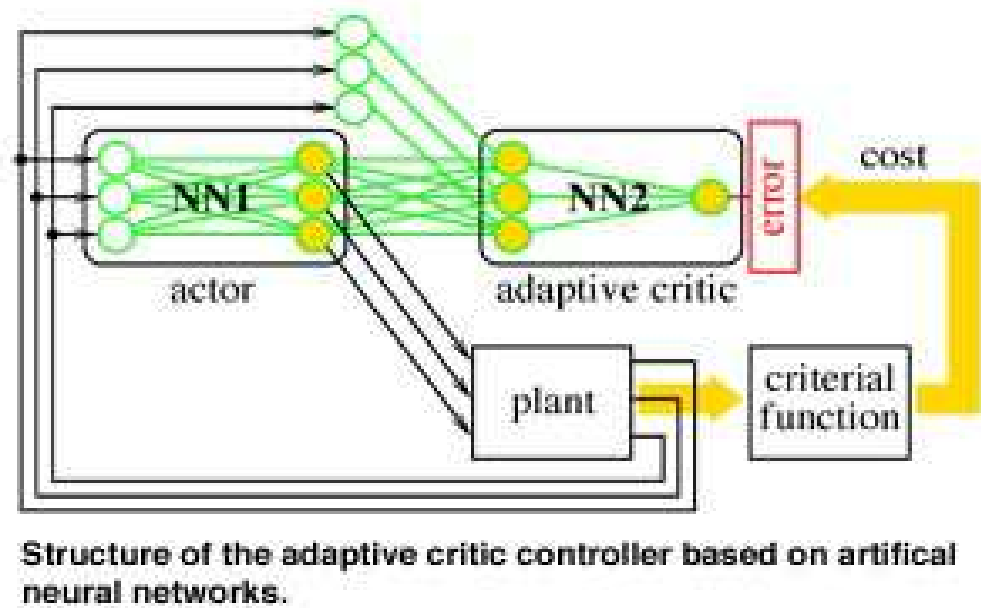 NN1
NN2
error
cost
actor
adaptive critic
plant
criterial
function
Structure of the adaptive critic controller based on artifical
neural networks.